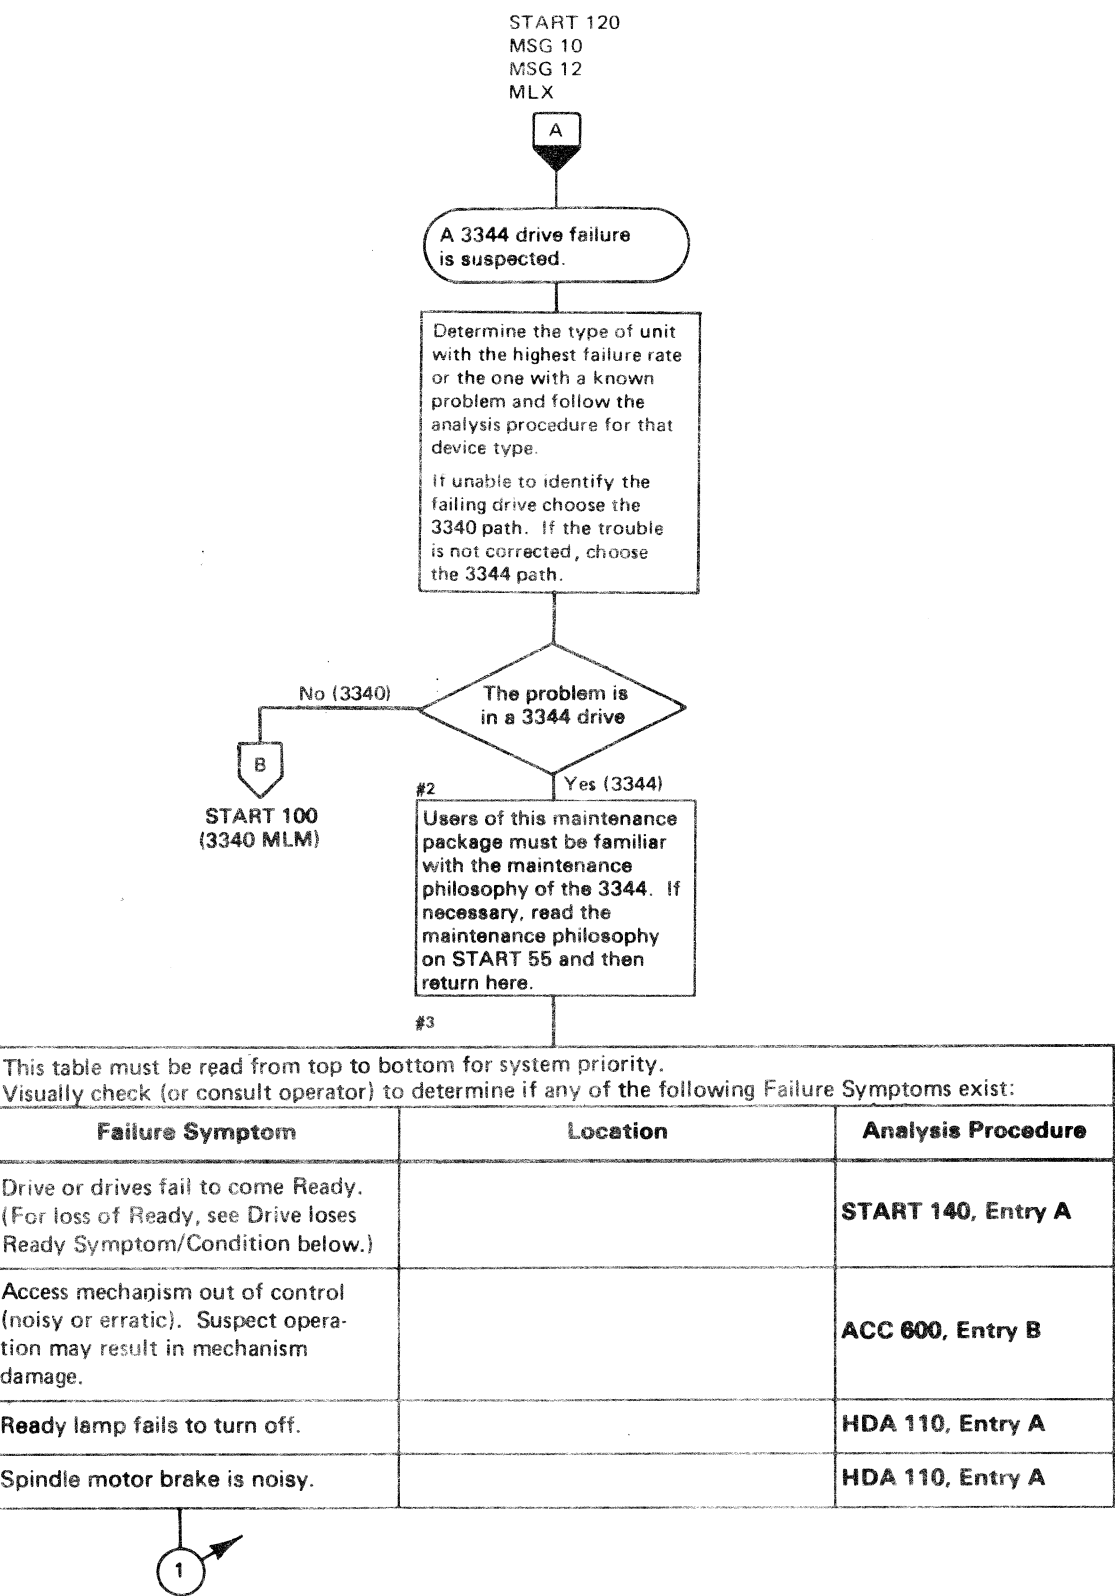 START 120
MSG 10
MSG 12
MLX
A
A 3344 drive failure
is suspected.
Determine the type of unit
with the highest failure rate
or the one with a known
problem and follow the
analysis procedure for that
device type.
If unable to identify the
failing drive choose the
3340 path. If the trouble
is not corrected, choose
the 3344 path.
No (3340)
The problem is
in a 3344 drive
B
START 100
(3340 MLM)
Yes (3344)
#2
Users of this maintenance
package must be familiar
with the maintenance
philosophy of the 3344. If
necessary, read the
maintenance philosophy
on START 55 and then
return here.
#3
This table must be read from top to bottom for system priority.
Visually check (or consult operator) to determine if any of the following Failure Symptoms exist:
Failure Symptom
Location
Analysis Procedure
Drive or drives fail to come Ready.
(For loss of Ready, see Drive loses
Ready Symptom/Condition below.)
START 140, Entry A
Access mechanism out of control
(noisy or erratic). Suspect opera-
tion may result in mechanism
damage.
ACC 600, Entry B
Ready lamp fails to turn off.
HDA 110, Entry A
Spindle motor brake is noisy.
HDA 110, Entry A
1